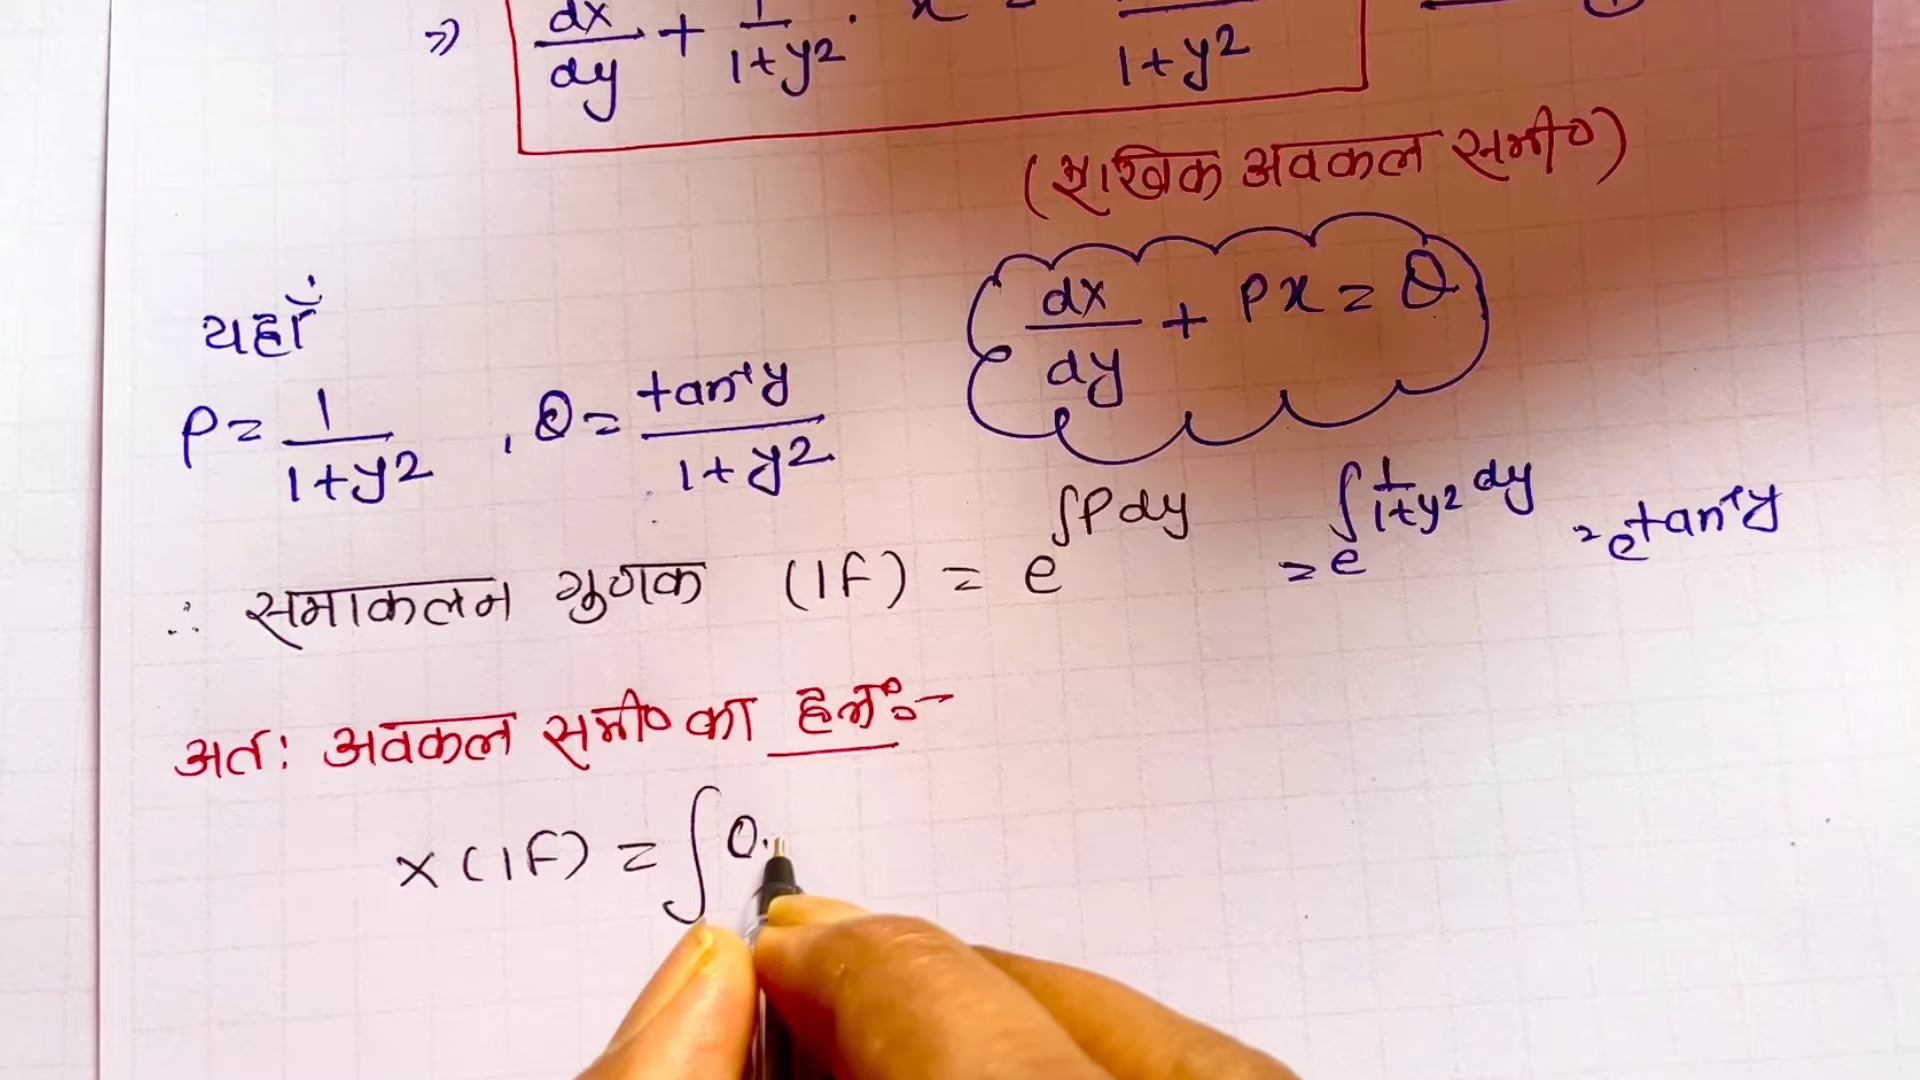 ⇒ dx/dy + 1/1+y² · x = /1+y²
(रैखिक अवकल समी०)
यहाँ
dx/dy + Px = Q
P = 1/1+y² , Q = tan⁻¹y/1+y²
∴ समाकलन गुणक (IF) = e^∫Pdy = e^∫1/1+y² dy = e^tan⁻¹y
अतः अवकल समी० का हल:-
x(IF) = ∫Q.